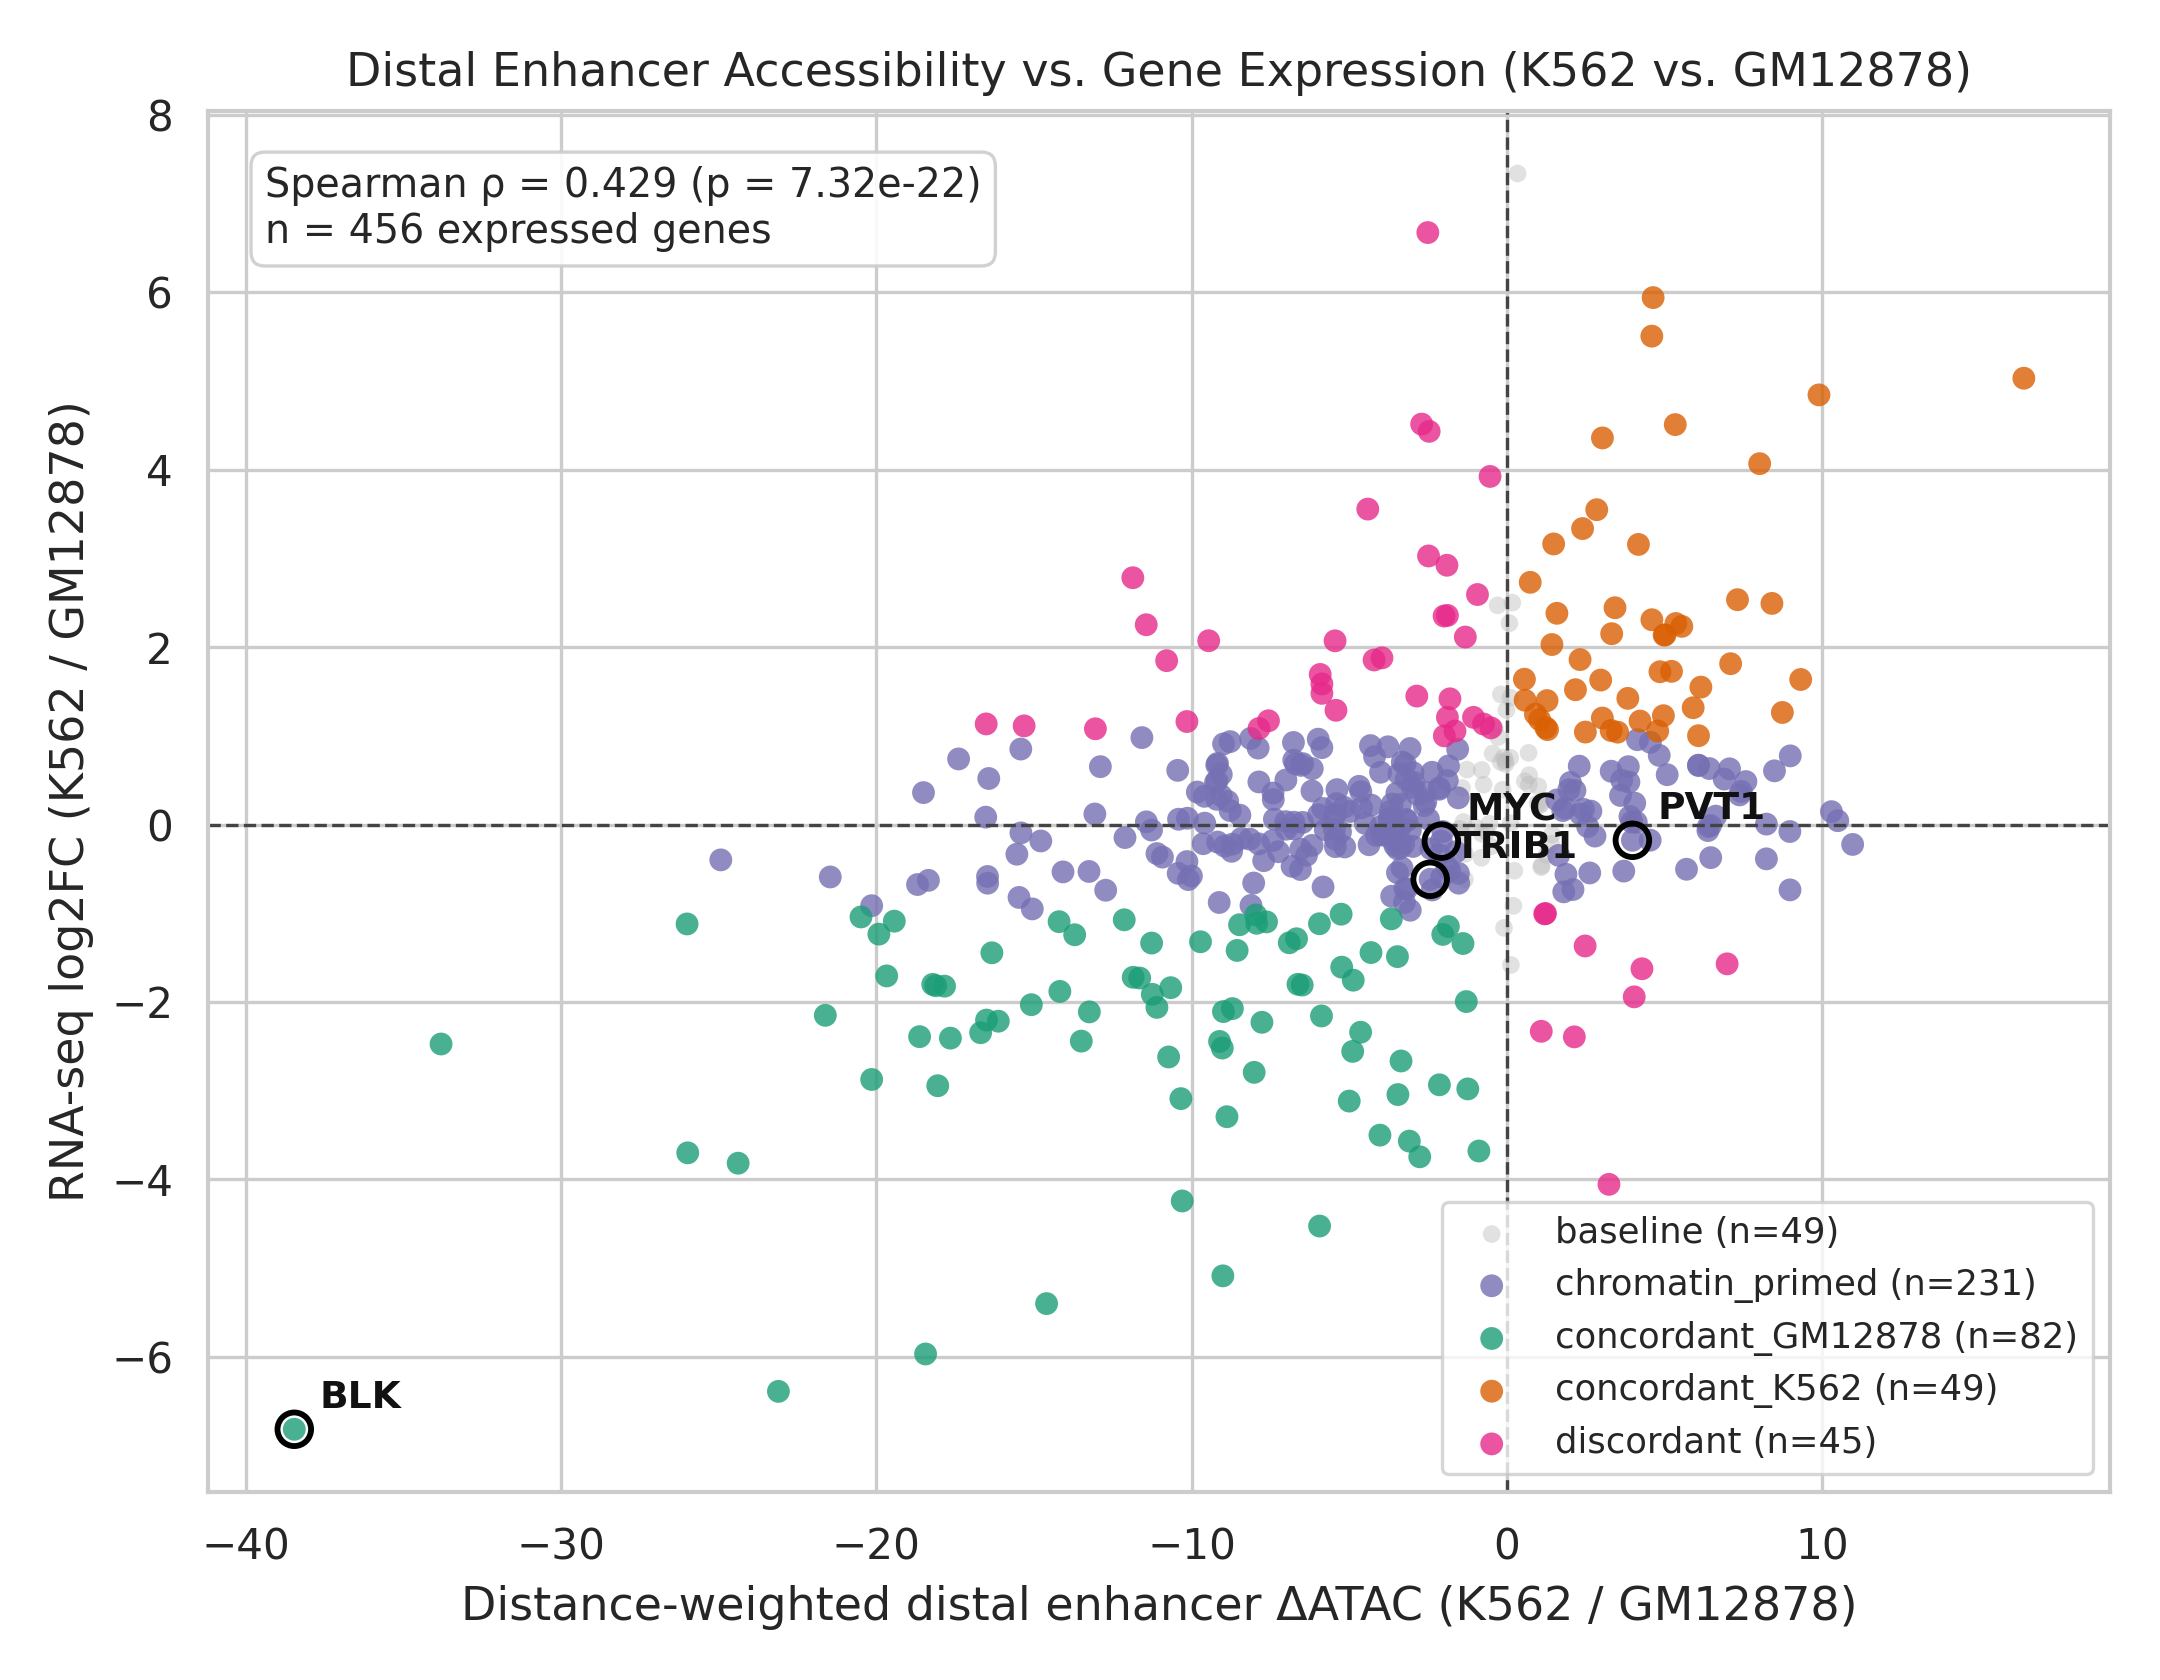 Distal Enhancer Accessibility vs. Gene Expression (K562 vs. GM12878)
Spearman ρ = 0.429 (p = 7.32e-22)
n = 456 expressed genes
RNA-seq log2FC (K562 / GM12878)
8
6
4
2
0
−2
−4
−6
MYC
TRIB1
PVT1
BLK
baseline (n=49)
chromatin_primed (n=231)
concordant_GM12878 (n=82)
concordant_K562 (n=49)
discordant (n=45)
−40
−30
−20
−10
0
10
Distance-weighted distal enhancer ΔATAC (K562 / GM12878)